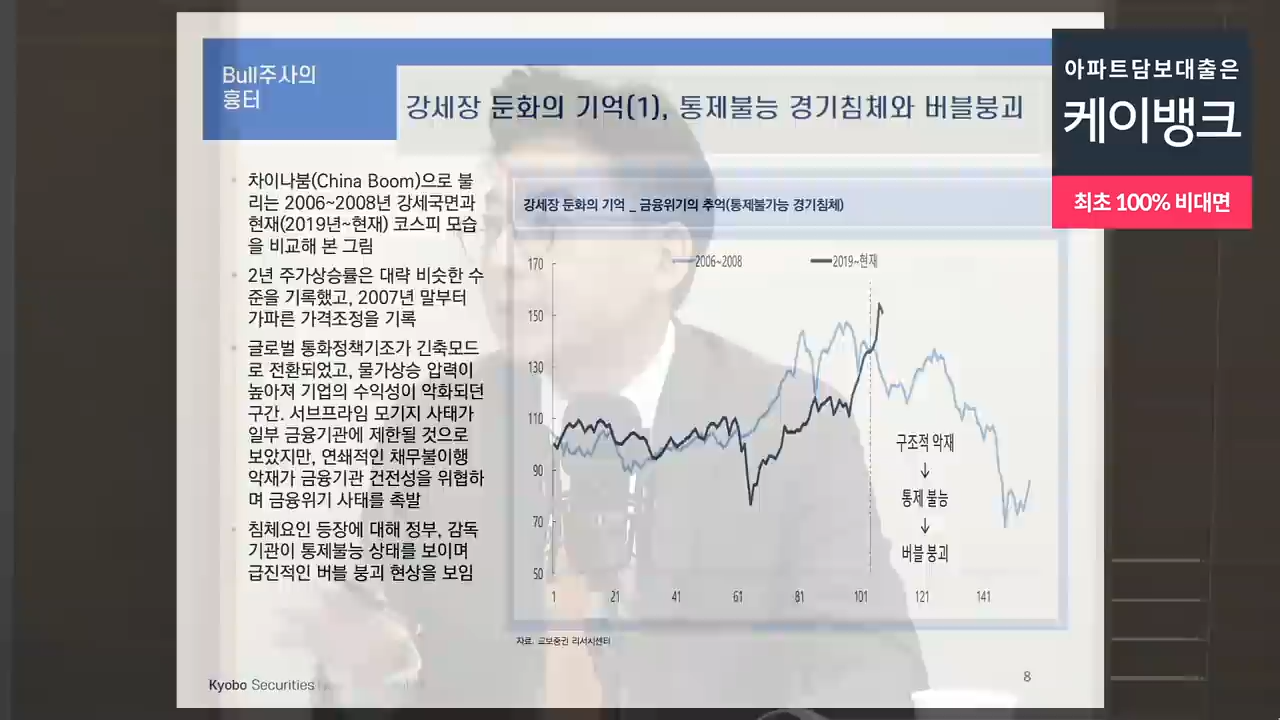 Bull주사의
흉터
강세장 둔화의 기억(1), 통제불능 경기침체와 버블붕괴
아파트담보대출은
케이뱅크
최초 100% 비대면
차이나붐(China Boom)으로 불
리는 2006~2008년 강세국면과
현재(2019년~현재) 코스피 모습
을 비교해 본 그림
2년 주가상승률은 대략 비슷한 수
준을 기록했고, 2007년 말부터
가파른 가격조정을 기록
글로벌 통화정책기조가 긴축모드
로 전환되었고, 물가상승 압력이
높아져 기업의 수익성이 악화되던
구간. 서브프라임 모기지 사태가
일부 금융기관에 제한될 것으로
보았지만, 연쇄적인 채무불이행
악재가 금융기관 건전성을 위협하
며 금융위기 사태를 촉발
침체요인 등장에 대해 정부, 감독
기관이 통제불능 상태를 보이며
급진적인 버블 붕괴 현상을 보임
강세장 둔화의 기억 _ 금융위기의 추억(통제불가능 경기침체)
2006~2008
2019~현재
170
150
130
110
90
70
50
1
21
41
61
81
101
121
141
구조적 악재
↓
통제 불능
↓
버블 붕괴
자료: 교보증권 리서치센터
Kyobo Securities
8